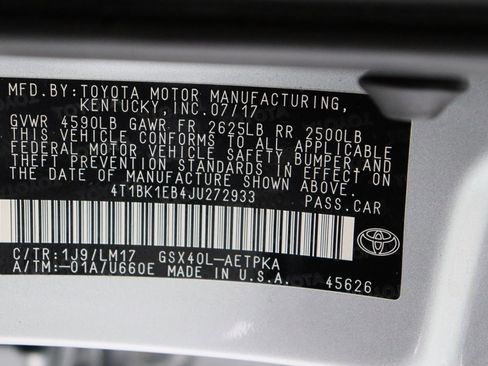 MFD.BY:TOYOTA MOTOR MANUFACTURING,
KENTUCKY, INC.07/17
GVWR 4590LB GAWR FR 2625LB RR 2500LB
THIS VEHICLE CONFORMS TO ALL APPLICABLE
FEDERAL MOTOR VEHICLE SAFETY, BUMPER, AND
THEFT PREVENTION STANDARDS IN EFFECT ON
THE DATE OF MANUFACTURE SHOWN ABOVE.
4T1BK1EB4JU272933 PASS.CAR
C/TR:1J9/LM17 GSX40L-AETPKA
A/TM:-01A/U660E MADE IN U.S.A. 45626